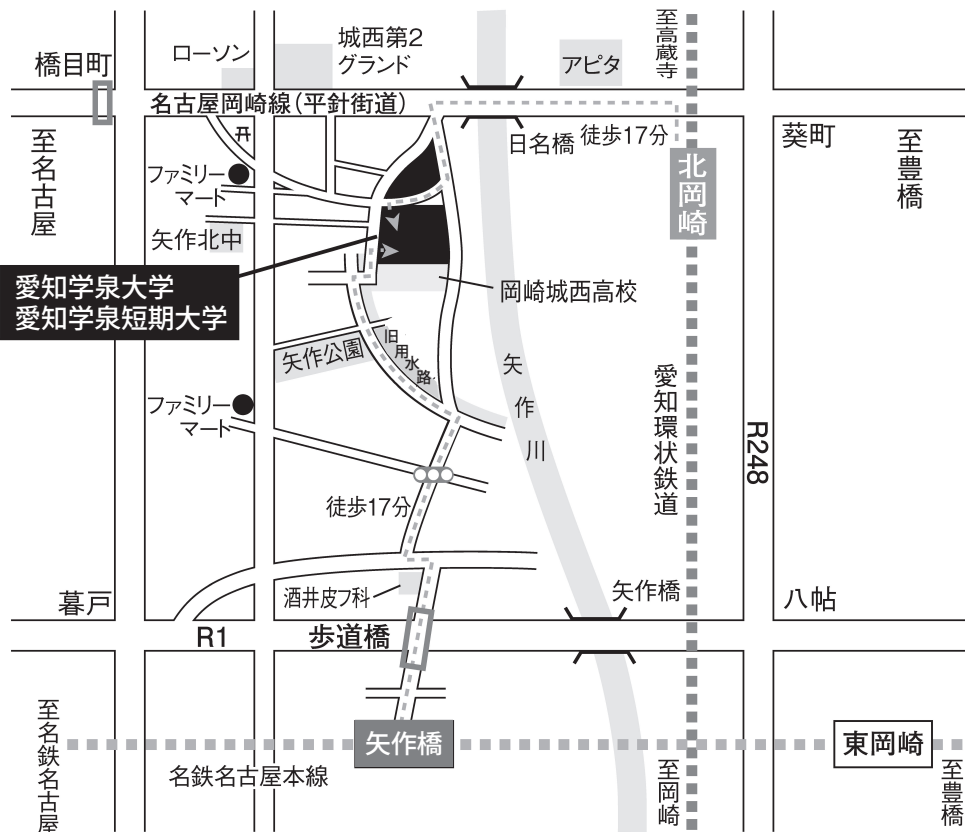 至高蔵寺
城西第2
グランド
ローソン
アピタ
橋目町
名古屋岡崎線(平針街道)
日名橋
徒歩17分
葵町
至名古屋
至豊橋
北岡崎
ファミリー
マート
矢作北中
愛知学泉大学
愛知学泉短期大学
岡崎城西高校
旧用水路
矢作公園
矢作川
愛知環状鉄道
R248
ファミリー
マート
徒歩17分
酒井皮フ科
矢作橋
暮戸
八帖
R1
歩道橋
至名鉄名古屋
矢作橋
東岡崎
名鉄名古屋本線
至岡崎
至豊橋